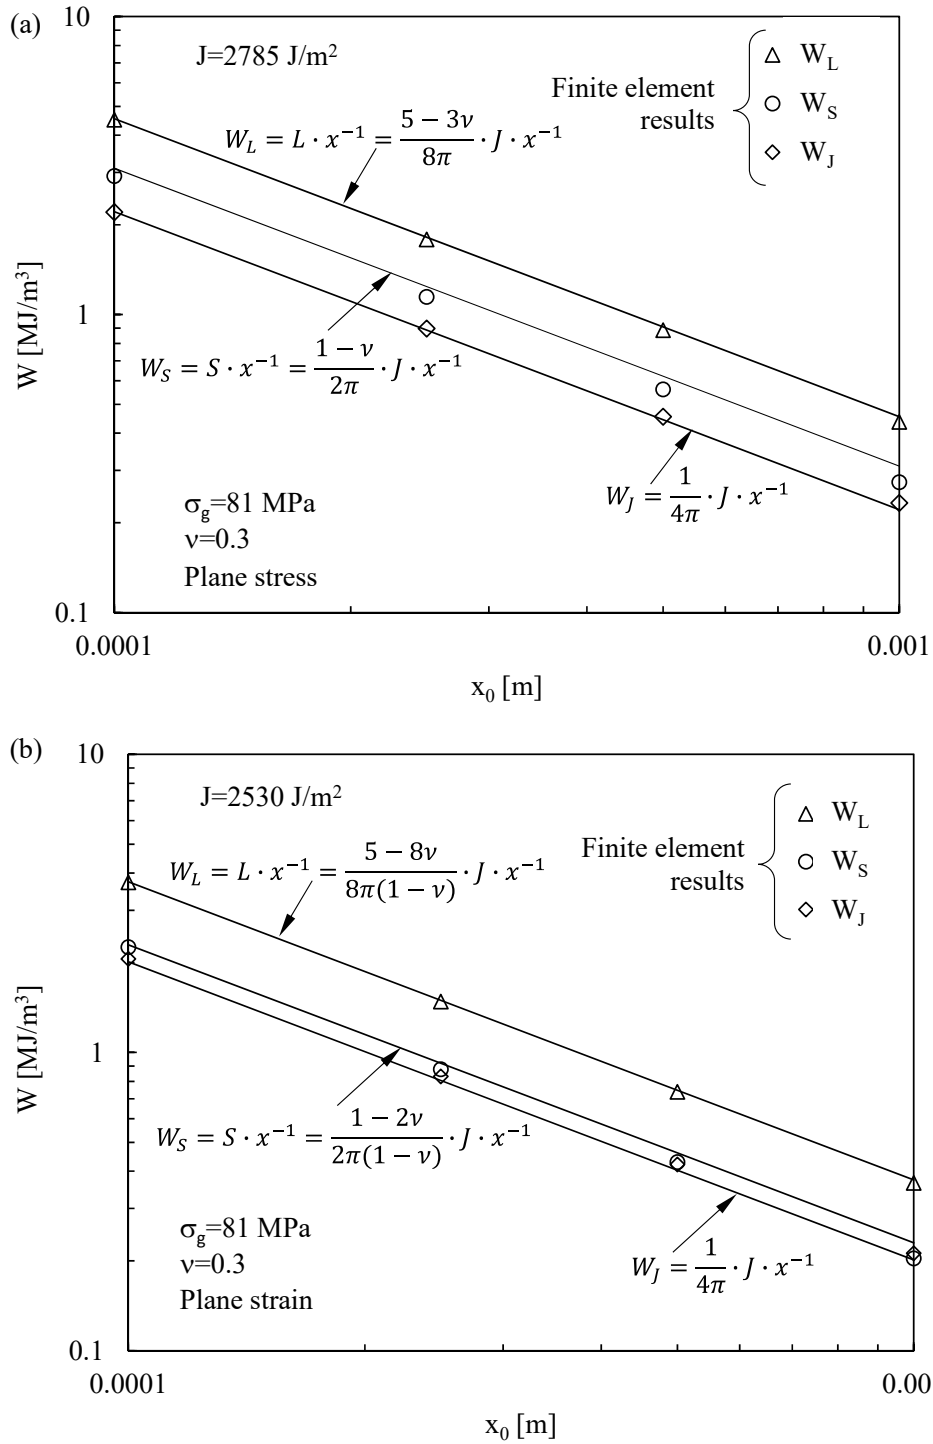 (a)
10
J=2785 J/m²
Finite element
results
W_L
W_S
W_J
W_L = L · x⁻¹ = (5 − 3ν)/(8π) · J · x⁻¹
W [MJ/m³]
1
W_S = S · x⁻¹ = (1 − ν)/(2π) · J · x⁻¹
W_J = 1/(4π) · J · x⁻¹
σ_g=81 MPa
ν=0.3
Plane stress
0.1
0.0001
0.001
x₀ [m]
(b)
10
J=2530 J/m²
Finite element
results
W_L
W_S
W_J
W_L = L · x⁻¹ = (5 − 8ν)/(8π(1 − ν)) · J · x⁻¹
W [MJ/m³]
1
W_S = S · x⁻¹ = (1 − 2ν)/(2π(1 − ν)) · J · x⁻¹
W_J = 1/(4π) · J · x⁻¹
σ_g=81 MPa
ν=0.3
Plane strain
0.1
0.0001
0.00
x₀ [m]